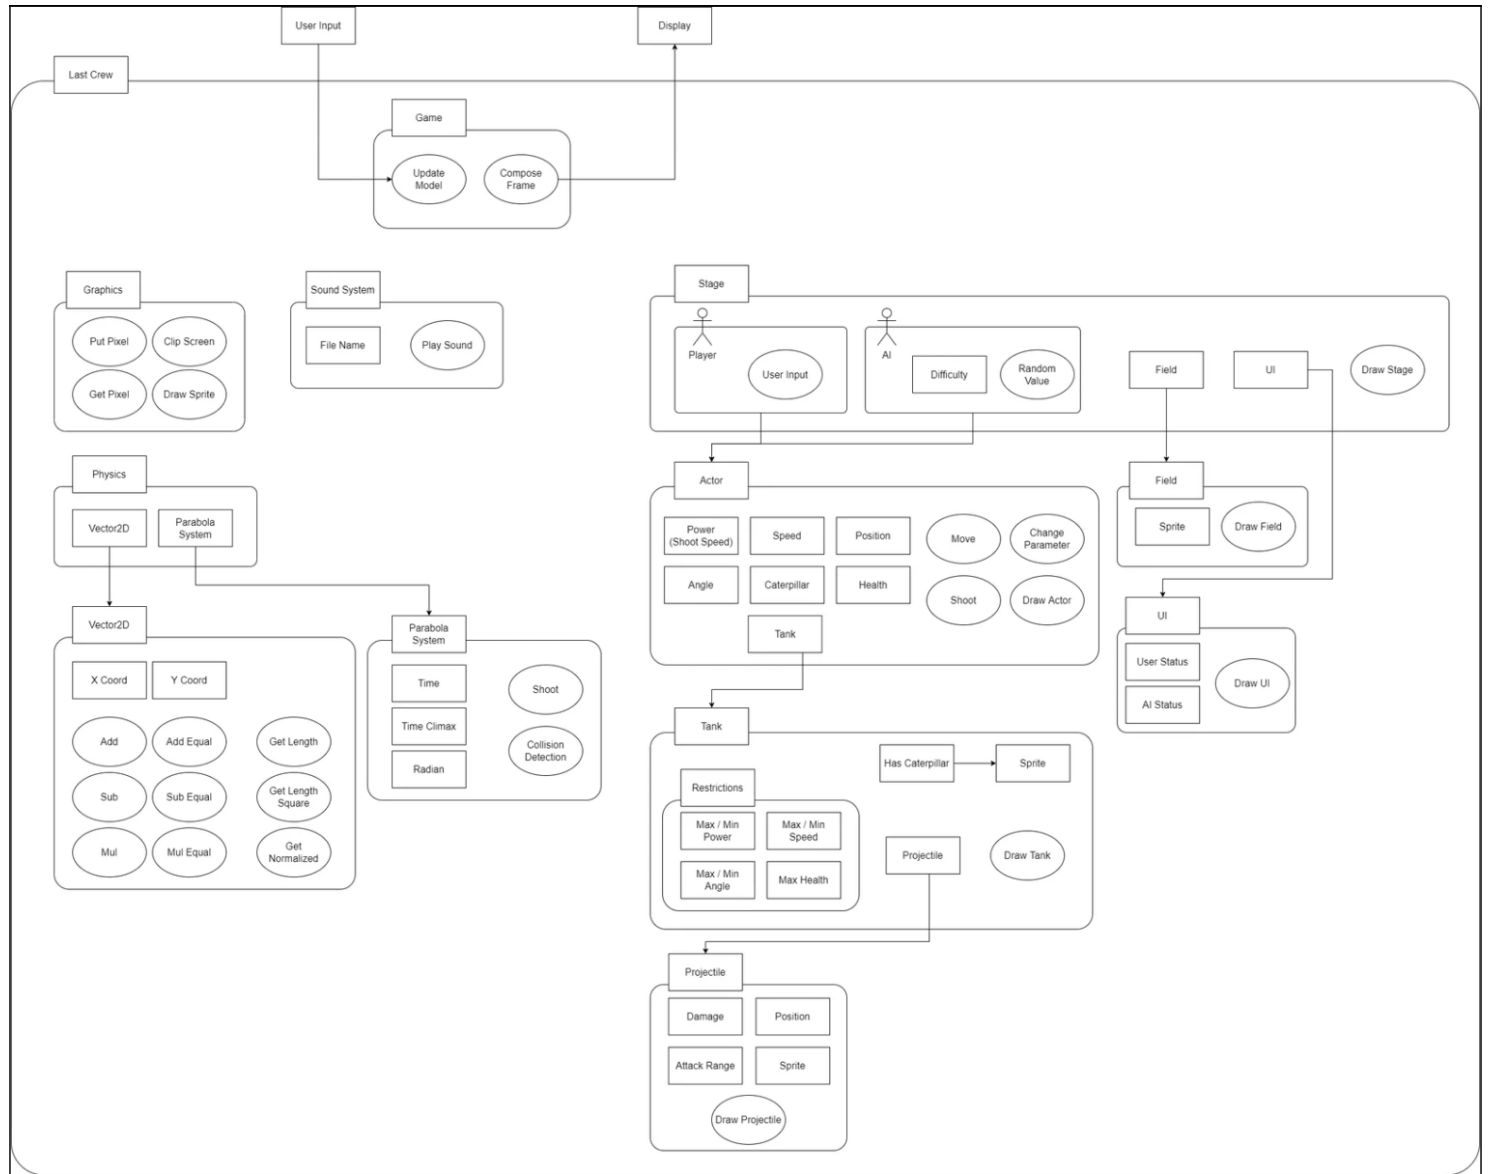 User Input
Display
Last Crew
Game
Update
Model
Compose
Frame
Graphics
Put Pixel
Clip Screen
Get Pixel
Draw Sprite
Sound System
File Name
Play Sound
Stage
Player
User Input
AI
Difficulty
Random
Value
Field
UI
Draw Stage
Physics
Vector2D
Parabola
System
Vector2D
X Coord
Y Coord
Add
Add Equal
Get Length
Sub
Sub Equal
Get Length
Square
Mul
Mul Equal
Get
Normalized
Parabola
System
Time
Shoot
Time Climax
Collision
Detection
Radian
Actor
Power
(Shoot Speed)
Speed
Position
Move
Change
Parameter
Angle
Caterpillar
Health
Shoot
Draw Actor
Tank
Field
Sprite
Draw Field
UI
User Status
Draw UI
AI Status
Tank
Has Caterpillar
Sprite
Restrictions
Max / Min
Power
Max / Min
Speed
Max / Min
Angle
Max Health
Projectile
Draw Tank
Projectile
Damage
Position
Attack Range
Sprite
Draw Projectile